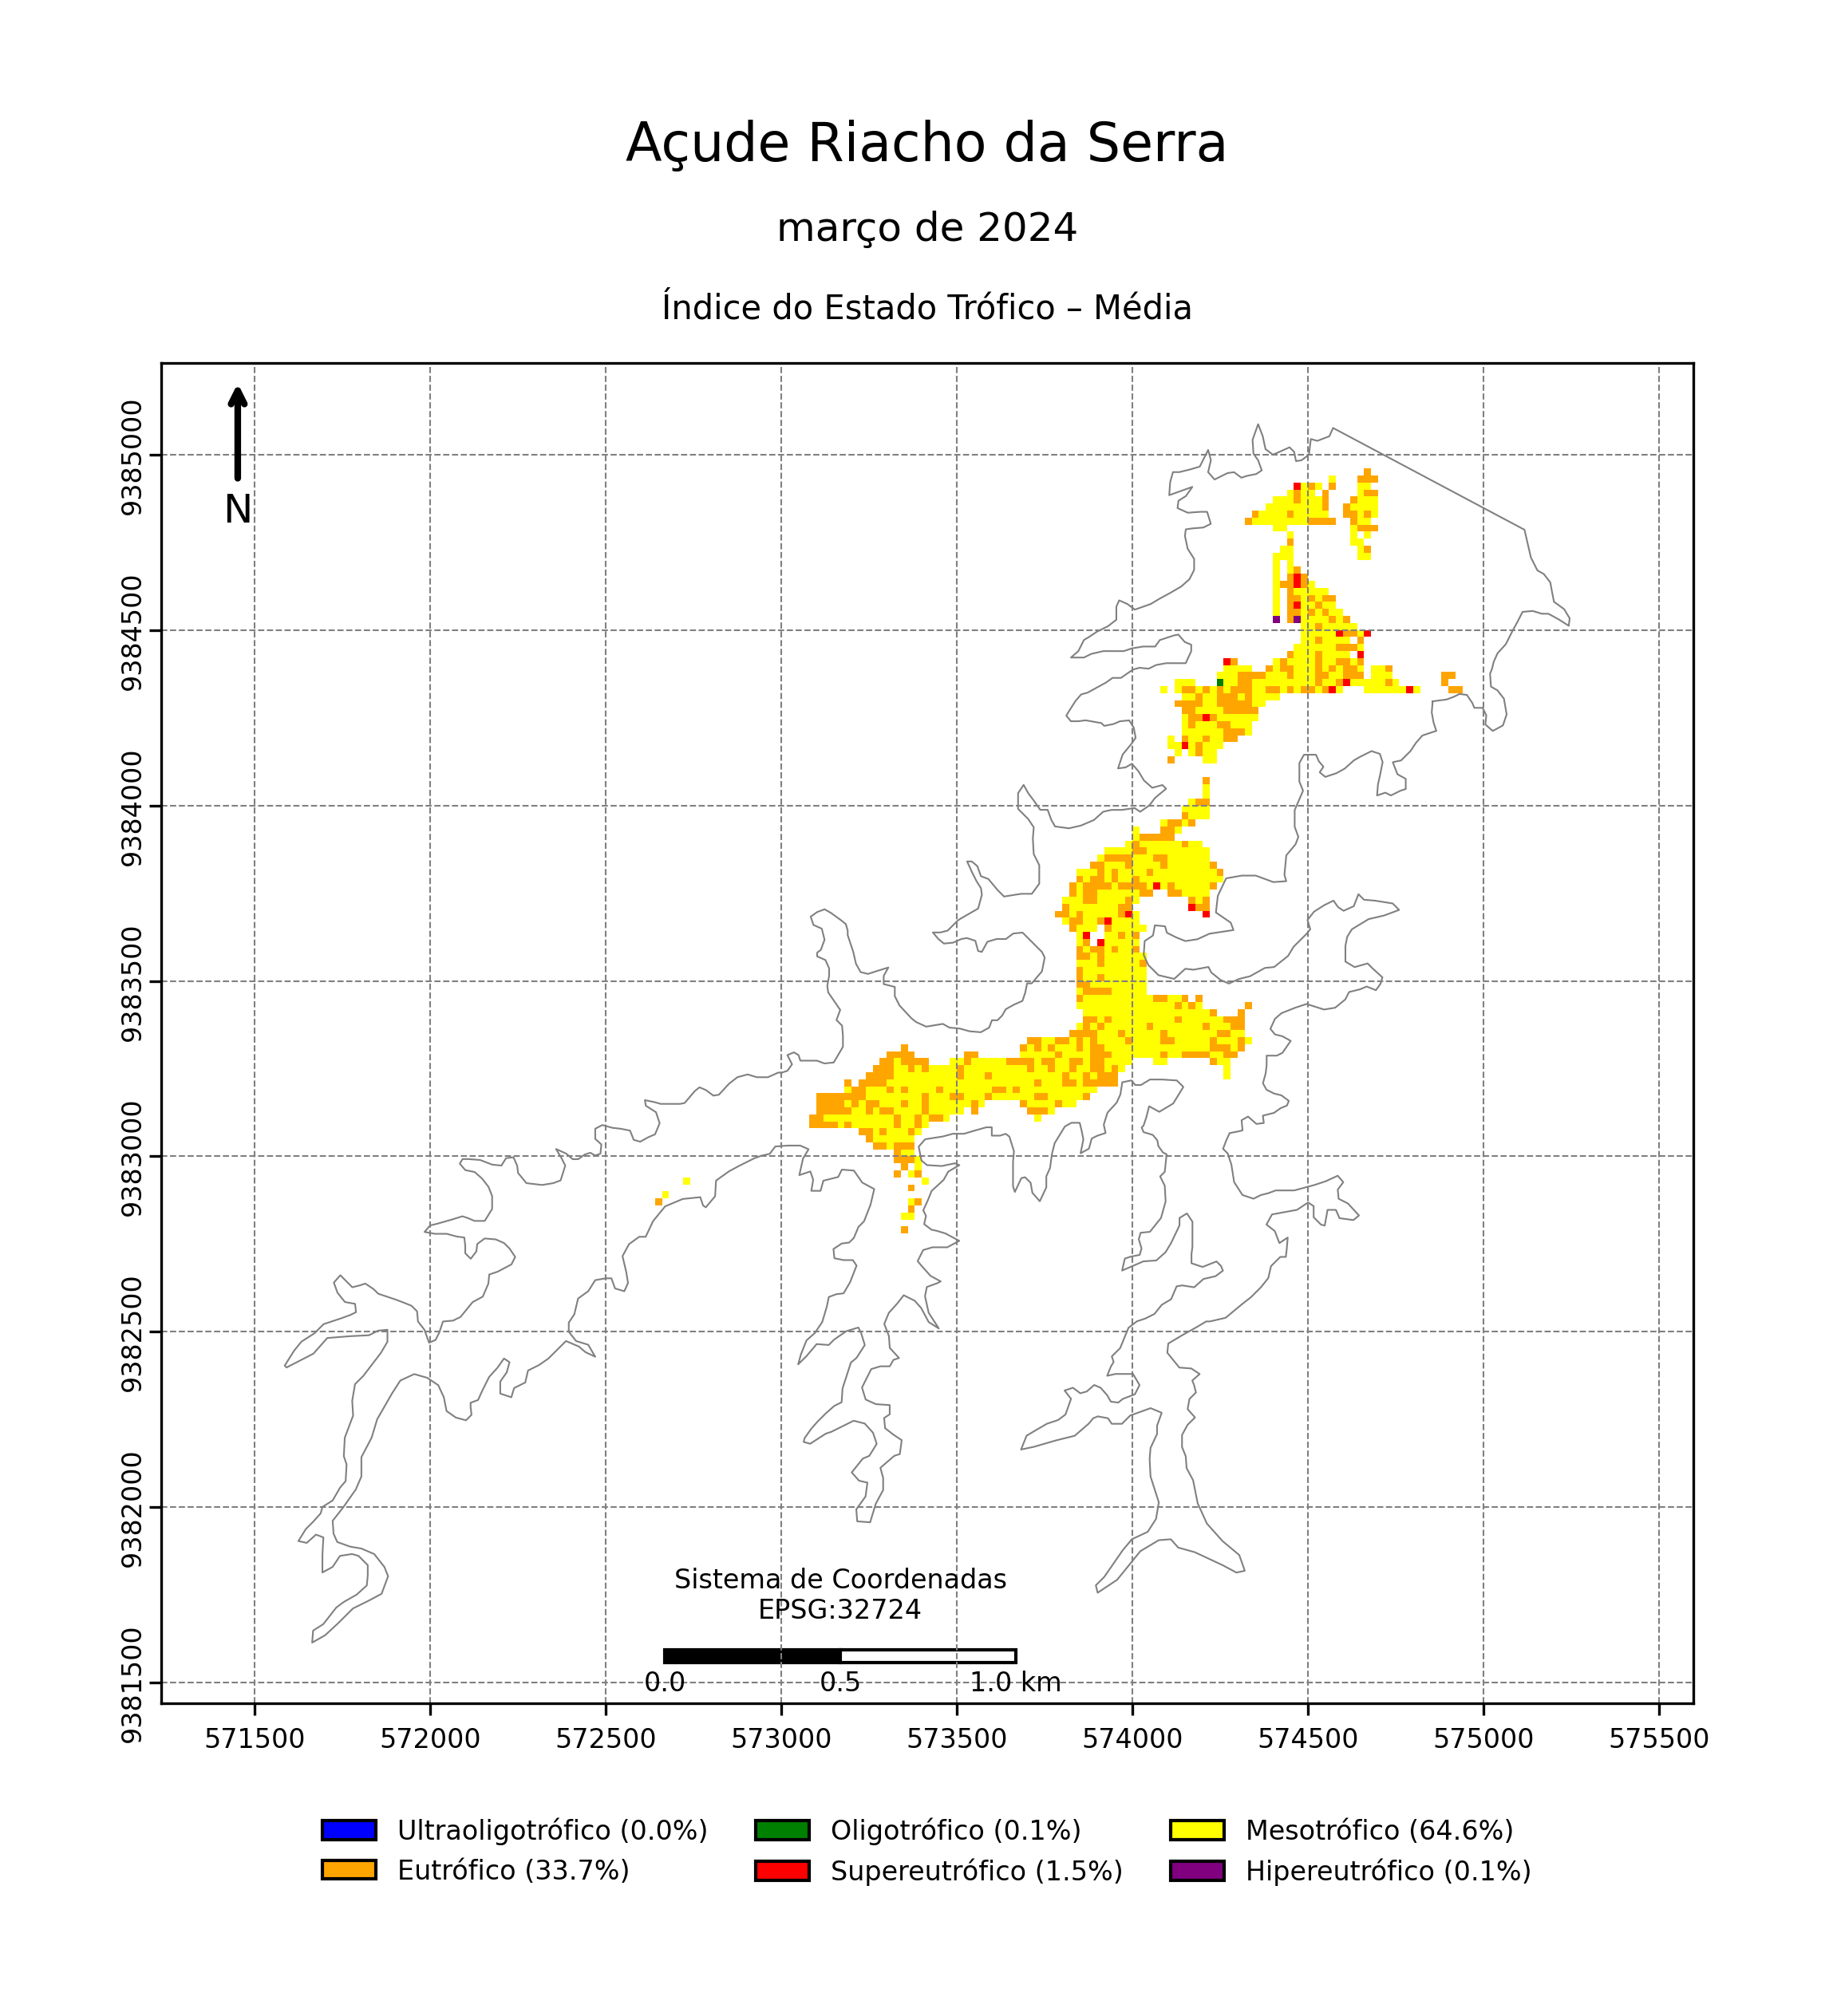 Açude Riacho da Serra
março de 2024
Índice do Estado Trófico – Média
N
9385000
9384500
9384000
9383500
9383000
9382500
9382000
9381500
Sistema de Coordenadas
EPSG:32724
0.0 0.5 1.0 km
571500 572000 572500 573000 573500 574000 574500 575000 575500
Ultraoligotrófico (0.0%) Oligotrófico (0.1%) Mesotrófico (64.6%)
Eutrófico (33.7%) Supereutrófico (1.5%) Hipereutrófico (0.1%)